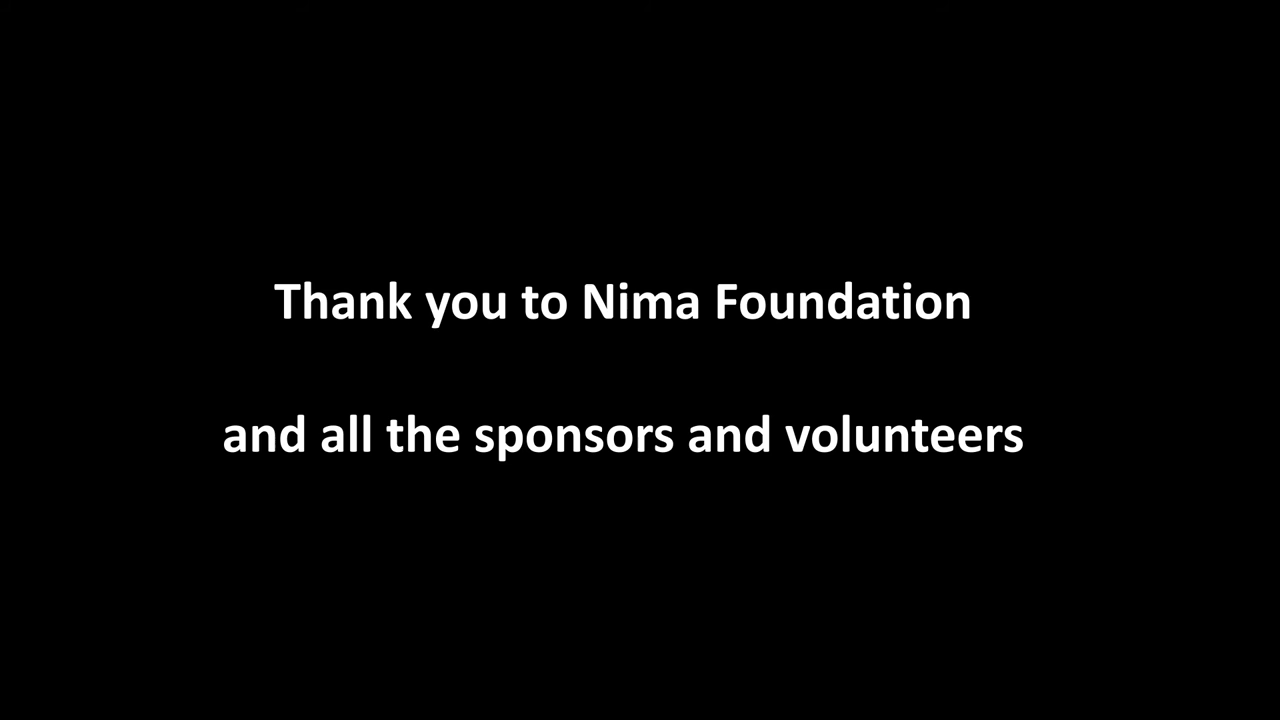 Thank you to Nima Foundation
and all the sponsors and volunteers